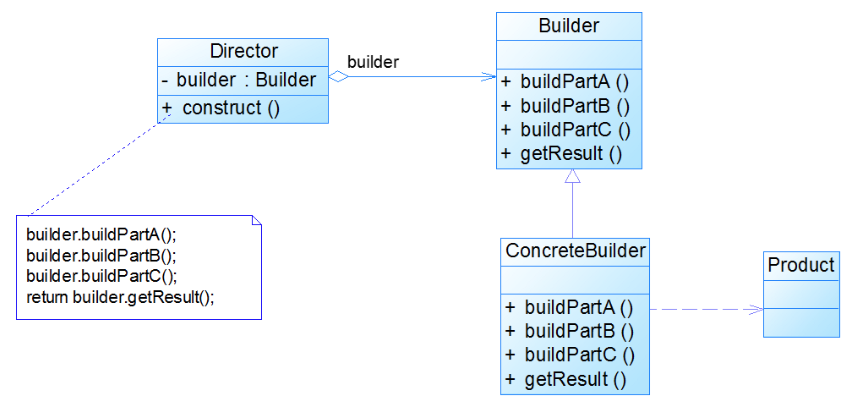 Director
- builder : Builder
+ construct ()
builder
Builder
+ buildPartA ()
+ buildPartB ()
+ buildPartC ()
+ getResult ()
builder.buildPartA();
builder.buildPartB();
builder.buildPartC();
return builder.getResult();
ConcreteBuilder
+ buildPartA ()
+ buildPartB ()
+ buildPartC ()
+ getResult ()
Product